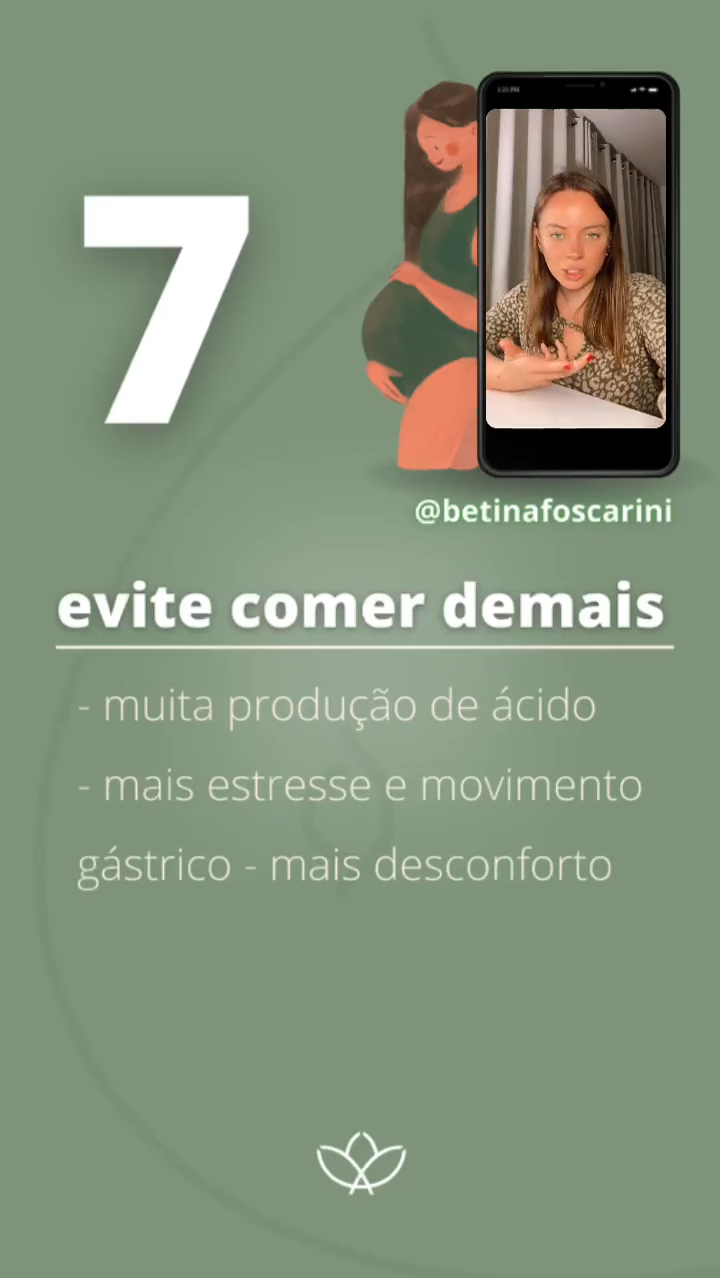 7
@betinafoscarini
evite comer demais
- muita produção de ácido
- mais estresse e movimento
gástrico - mais desconforto